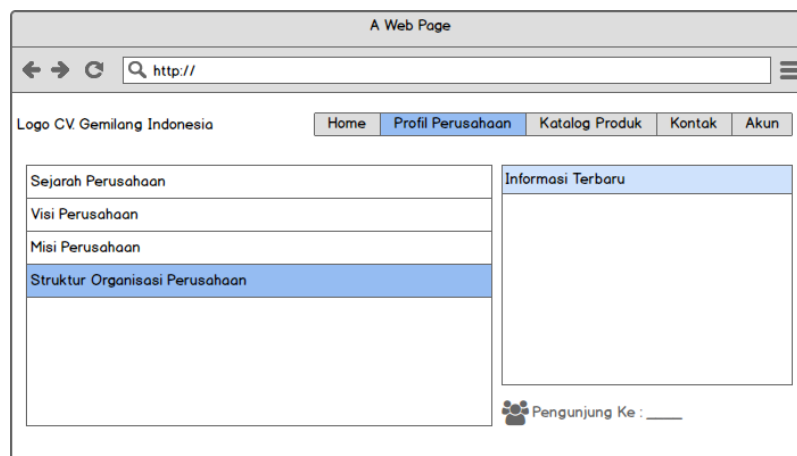 A Web Page
http://
Logo CV. Gemilang Indonesia
Home Profil Perusahaan Katalog Produk Kontak Akun
Sejarah Perusahaan
Visi Perusahaan
Misi Perusahaan
Struktur Organisasi Perusahaan
Informasi Terbaru
Pengunjung Ke : ____